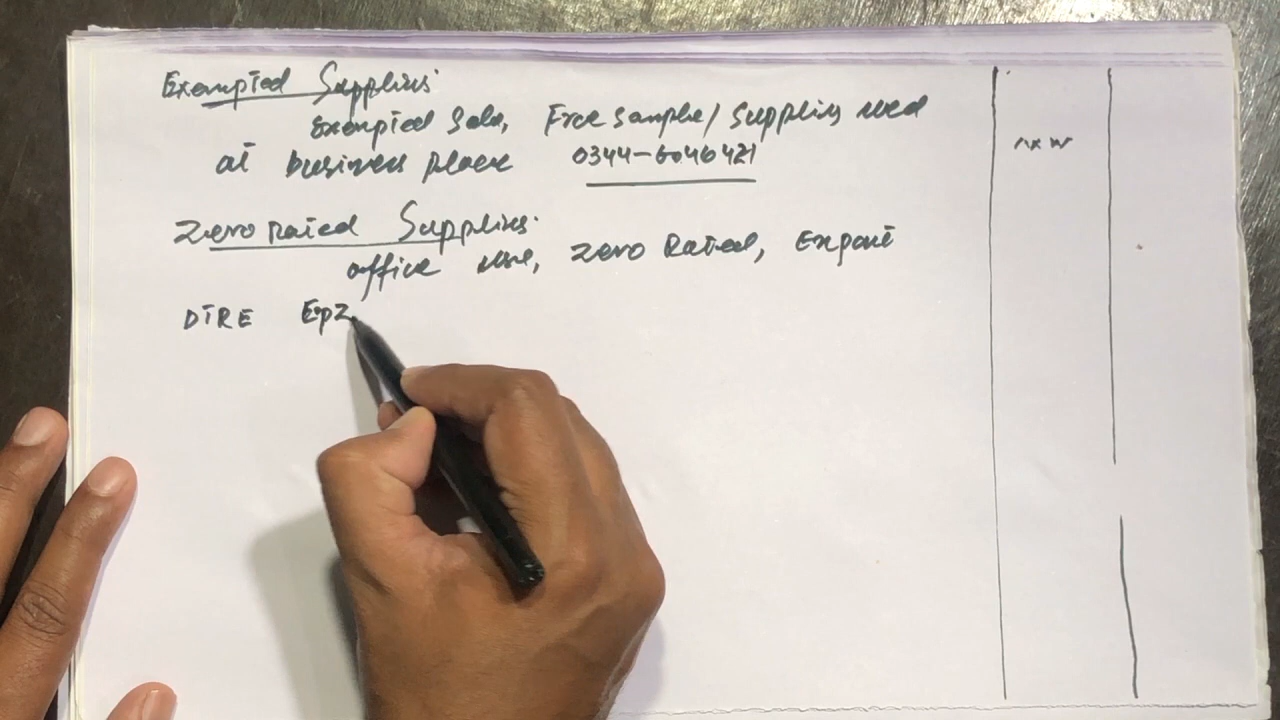 Exempted Supplies:
Exempted Sale, Free sample/ Supplies used
at business place 0344-6046421
Zero Rated Supplies:
office use, Zero Rated, Export
DTRE EPZ